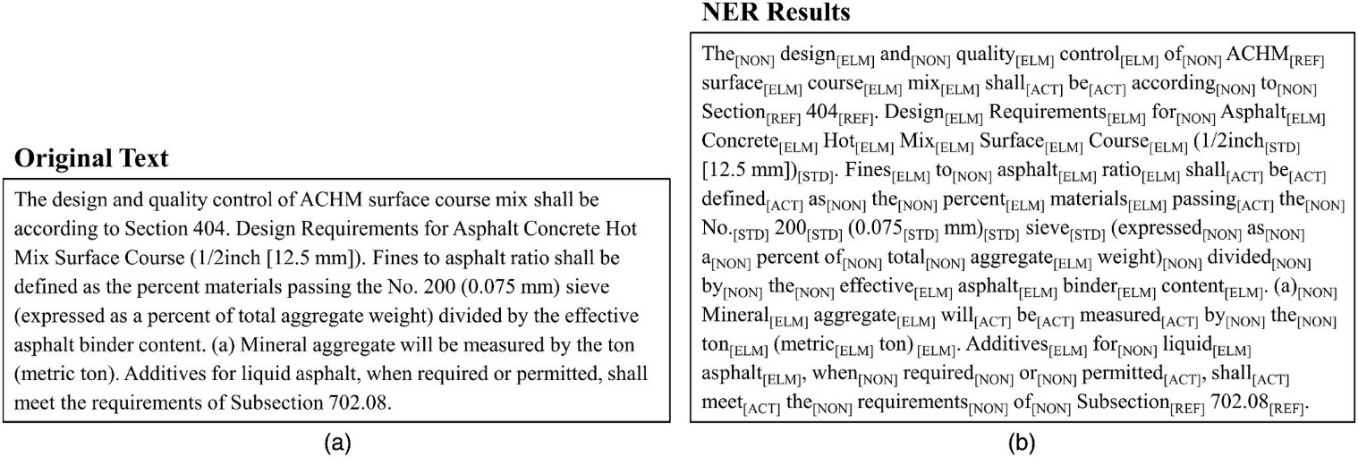 Original Text
The design and quality control of ACHM surface course mix shall be
according to Section 404. Design Requirements for Asphalt Concrete Hot
Mix Surface Course (1/2inch [12.5 mm]). Fines to asphalt ratio shall be
defined as the percent materials passing the No. 200 (0.075 mm) sieve
(expressed as a percent of total aggregate weight) divided by the effective
asphalt binder content. (a) Mineral aggregate will be measured by the ton
(metric ton). Additives for liquid asphalt, when required or permitted, shall
meet the requirements of Subsection 702.08.
(a)
NER Results
The[NON] design[ELM] and[NON] quality[ELM] control[ELM] of[NON] ACHM[REF]
surface[ELM] course[ELM] mix[ELM] shall[ACT] be[ACT] according[NON] to[NON]
Section[REF] 404[REF]. Design[ELM] Requirements[ELM] for[NON] Asphalt[ELM]
Concrete[ELM] Hot[ELM] Mix[ELM] Surface[ELM] Course[ELM] (1/2inch[STD]
[12.5 mm])[STD]. Fines[ELM] to[NON] asphalt[ELM] ratio[ELM] shall[ACT] be[ACT]
defined[ACT] as[NON] the[NON] percent[ELM] materials[ELM] passing[ACT] the[NON]
No.[STD] 200[STD] (0.075[STD] mm)[STD] sieve[STD] (expressed[NON] as[NON]
a[NON] percent of[NON] total[NON] aggregate[ELM] weight)[NON] divided[NON]
by[NON] the[NON] effective[ELM] asphalt[ELM] binder[ELM] content[ELM]. (a)[NON]
Mineral[ELM] aggregate[ELM] will[ACT] be[ACT] measured[ACT] by[NON] the[NON]
ton[ELM] (metric[ELM] ton) [ELM]. Additives[ELM] for[NON] liquid[ELM]
asphalt[ELM], when[NON] required[NON] or[NON] permitted[ACT], shall[ACT]
meet[ACT] the[NON] requirements[NON] of[NON] Subsection[REF] 702.08[REF].
(b)